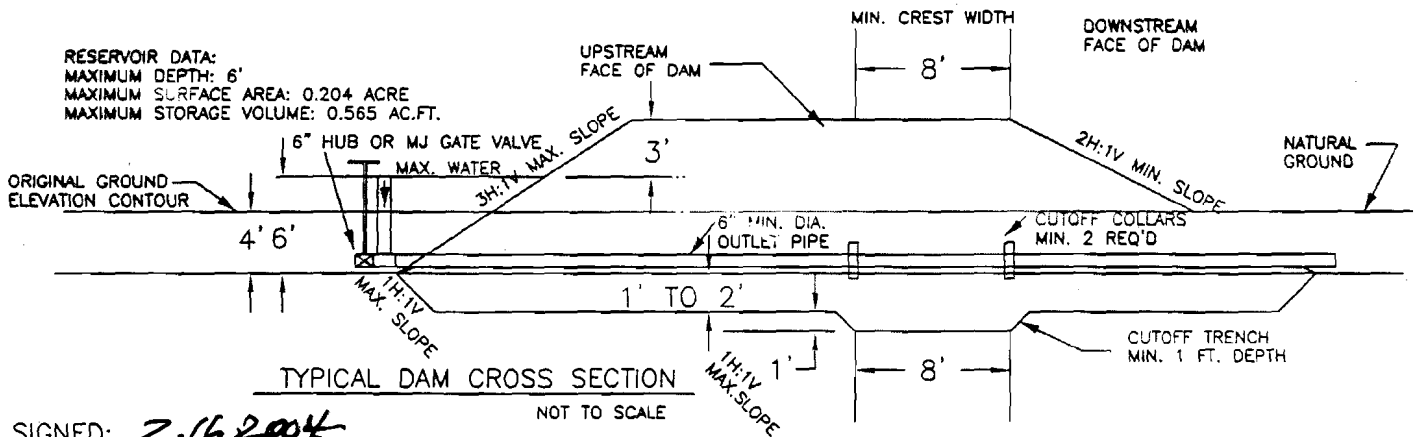 MIN. CREST WIDTH
8'
DOWNSTREAM
FACE OF DAM
RESERVOIR DATA:
MAXIMUM DEPTH: 6'
MAXIMUM SURFACE AREA: 0.204 ACRE
MAXIMUM STORAGE VOLUME: 0.565 AC.FT.
UPSTREAM
FACE OF DAM
6" HUB OR MJ GATE VALVE
MAX. WATER
3H:1V MAX. SLOPE
3'
2H:1V MIN. SLOPE
NATURAL
GROUND
ORIGINAL GROUND
ELEVATION CONTOUR
4' 6'
6" MIN. DIA.
OUTLET PIPE
CUTOFF COLLARS
MIN. 2 REQ'D
1H:1V
MAX. SLOPE
1' TO 2'
1'
1H:1V
MAX.SLOPE
8'
CUTOFF TRENCH
MIN. 1 FT. DEPTH
TYPICAL DAM CROSS SECTION
NOT TO SCALE
SIGNED: 2.16.2004